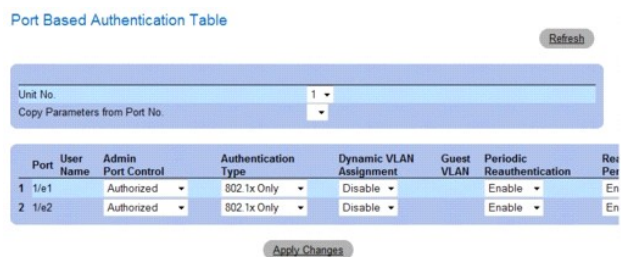 Port Based Authentication Table
Refresh
Unit No. 1
Copy Parameters from Port No.
Port User Name Admin Port Control Authentication Type Dynamic VLAN Assignment Guest VLAN Periodic Reauthentication Rea Per
1 1/e1 Authorized 802.1x Only Disable Enable En
2 1/e2 Authorized 802.1x Only Disable Enable En
Apply Changes